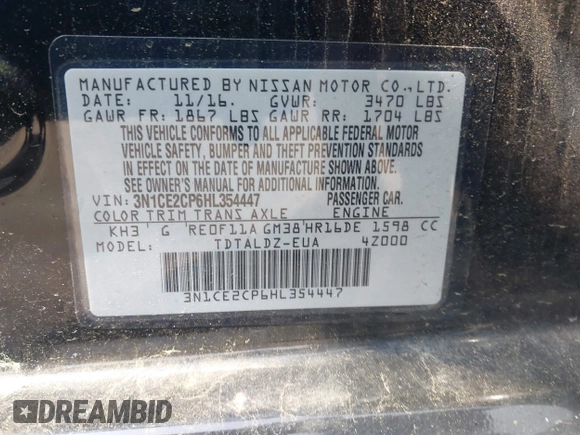 MANUFACTURED BY NISSAN MOTOR CO., LTD.
DATE: 11/16. GVWR: 3470 LBS
GAWR FR: 1867 LBS GAWR RR: 1704 LBS
THIS VEHICLE CONFORMS TO ALL APPLICABLE FEDERAL MOTOR
VEHICLE SAFETY, BUMPER AND THEFT PREVENTION STANDARDS
IN EFFECT ON THE DATE OF MANUFACTURE SHOWN ABOVE.
SEE OWNER'S MANUAL FOR ADDITIONAL INFORMATION
VIN: 3N1CE2CP6HL354447 PASSENGER CAR.
COLOR TRIM TRANS AXLE ENGINE
KH3 G RE0F11A GM38 HR16DE 1598 CC
MODEL: TDTALDZ-EUA 4Z000
3N1CE2CP6HL354447
DREAMBID